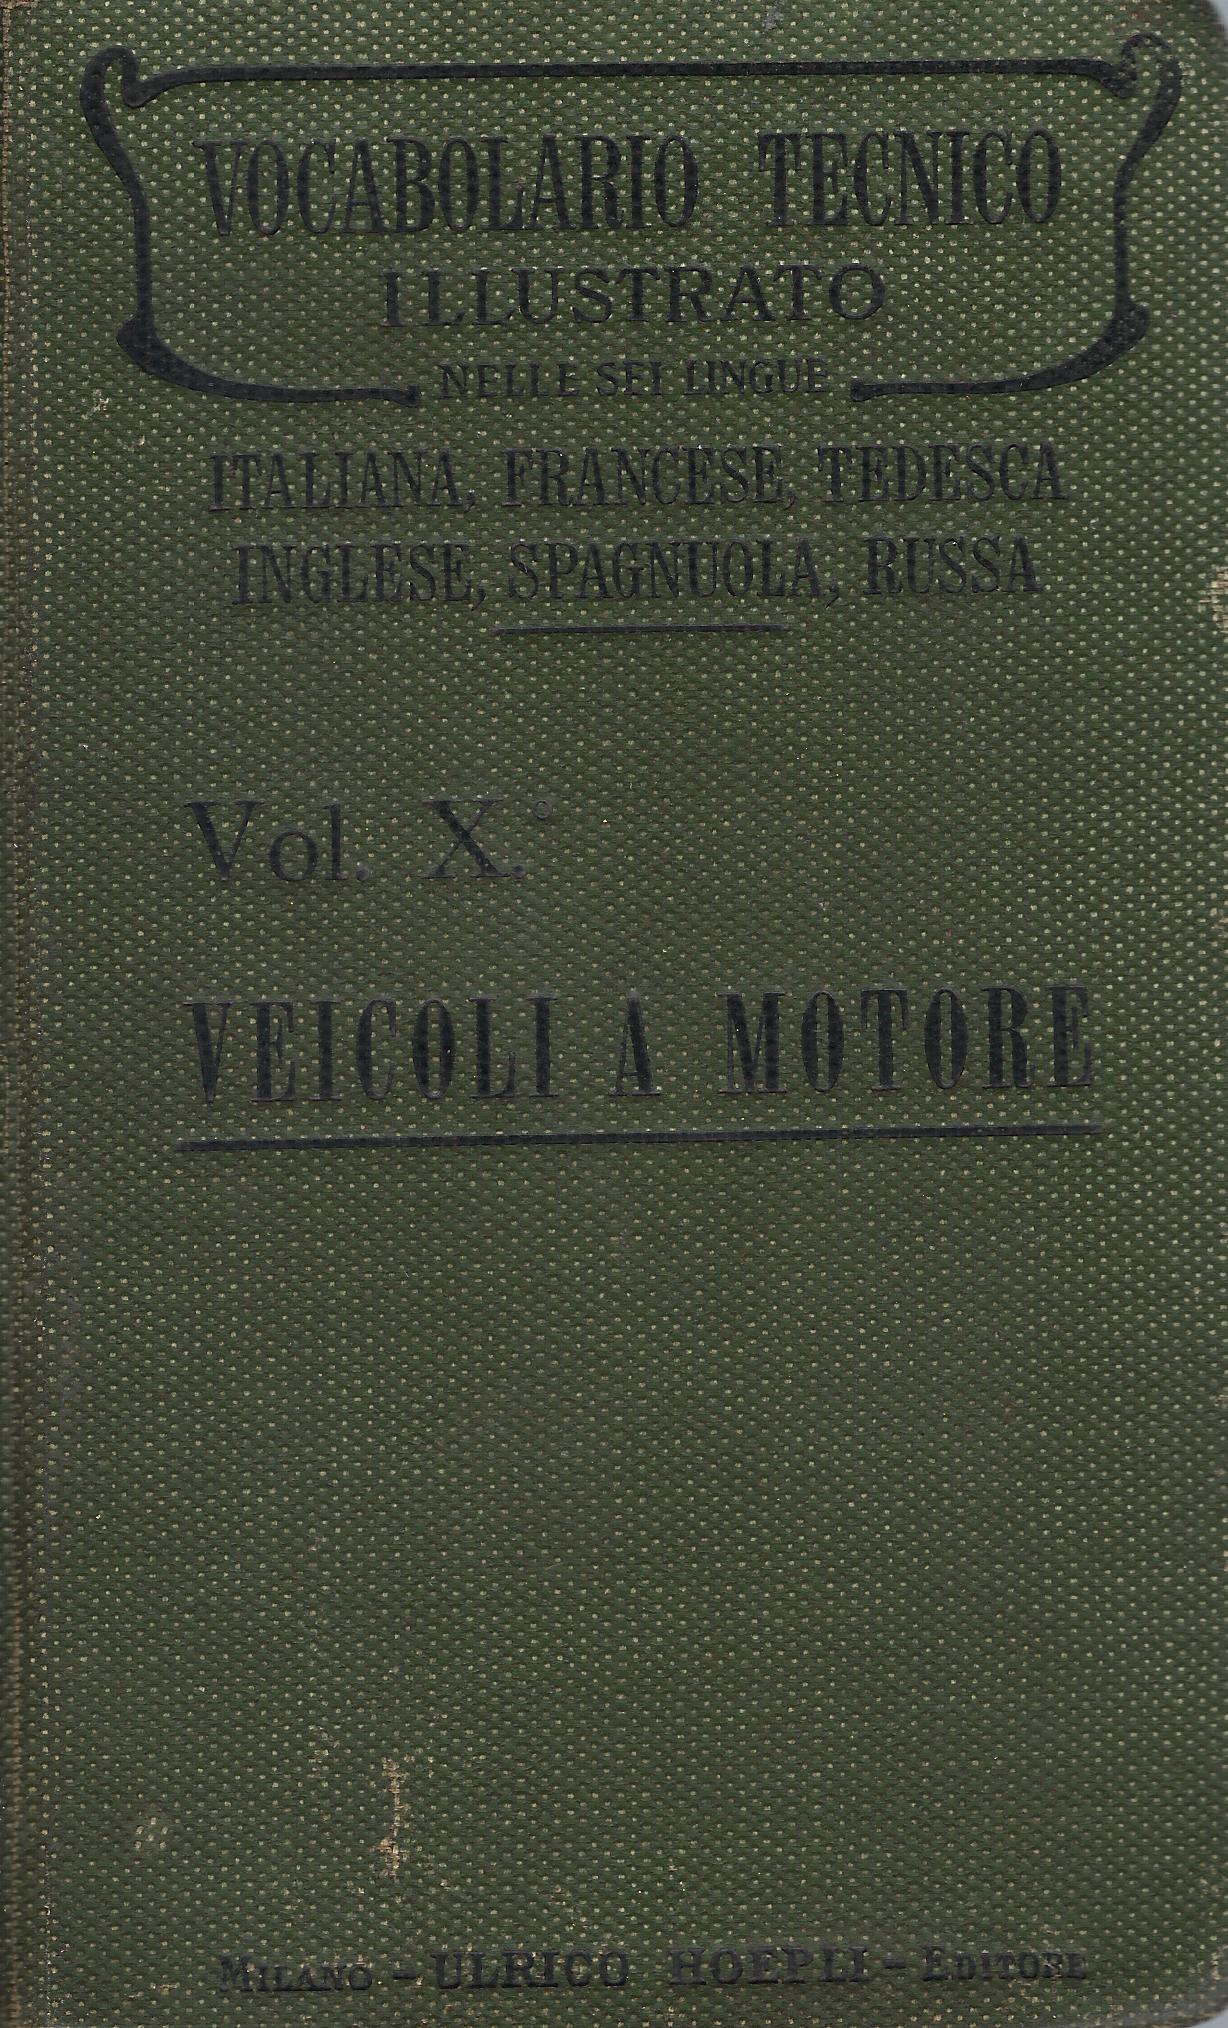 VOCABOLARIO TECNICO
ILLUSTRATO
NELLE SEI LINGUE
ITALIANA, FRANCESE, TEDESCA
INGLESE, SPAGNUOLA, RUSSA
Vol. X.°
VEICOLI A MOTORE
MILANO - ULRICO HOEPLI - EDITORE